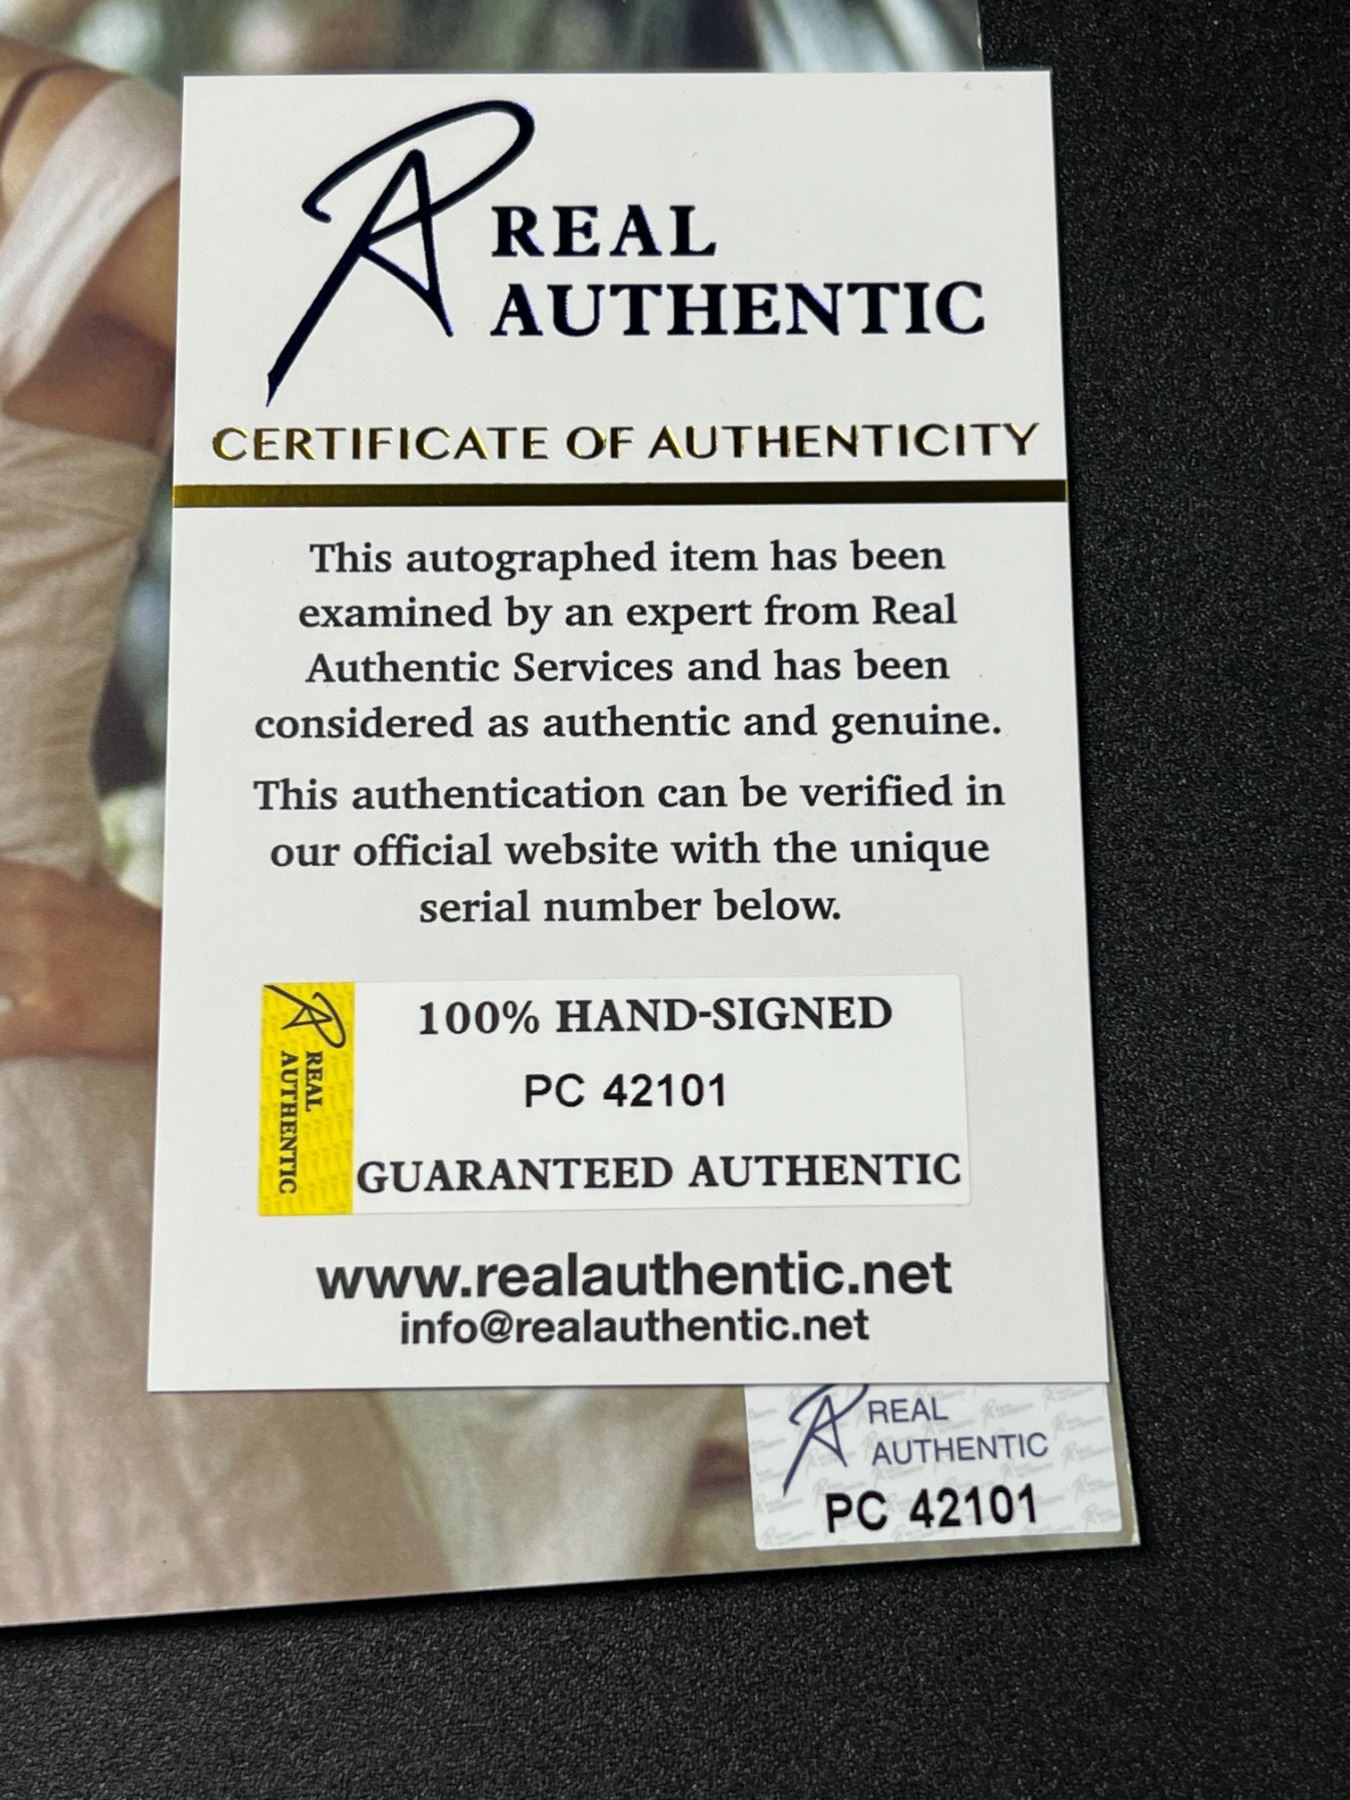 REAL
AUTHENTIC
CERTIFICATE OF AUTHENTICITY
This autographed item has been
examined by an expert from Real
Authentic Services and has been
considered as authentic and genuine.
This authentication can be verified in
our official website with the unique
serial number below.
REAL
AUTHENTIC
100% HAND-SIGNED
PC 42101
GUARANTEED AUTHENTIC
www.realauthentic.net
info@realauthentic.net
REAL
AUTHENTIC
PC 42101